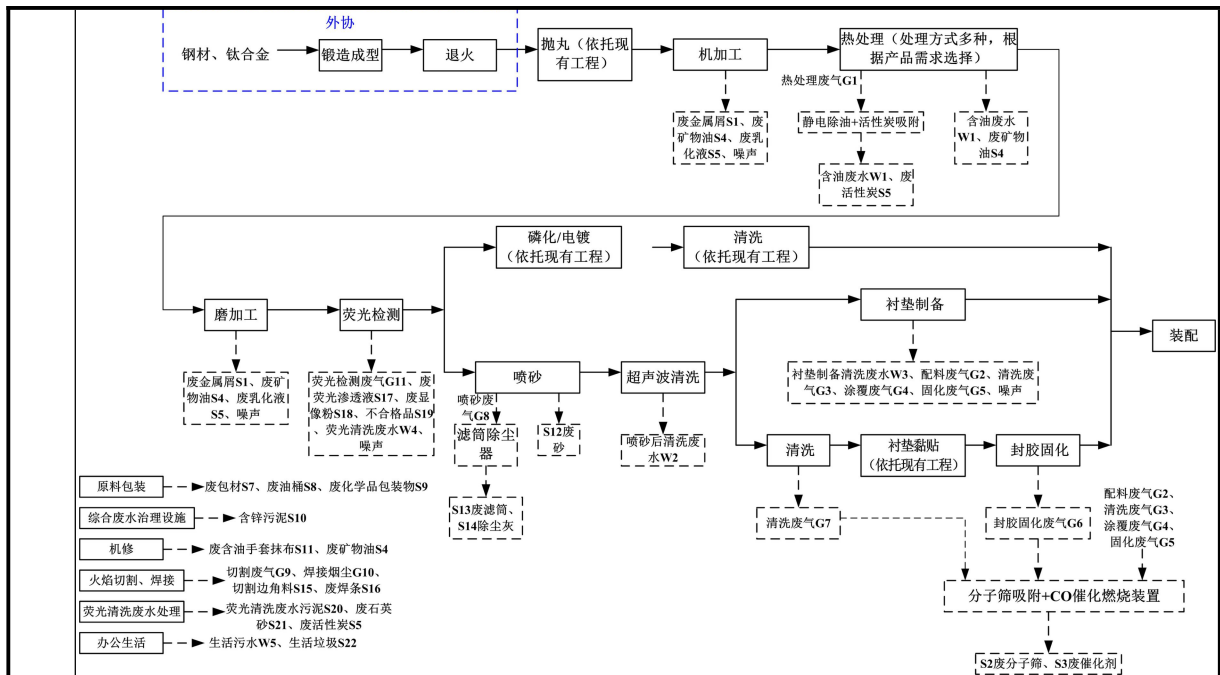 外协
钢材、钛合金
锻造成型
退火
抛丸（依托现
有工程）
机加工
热处理（处理方式多种，根
据产品需求选择）
热处理废气G1
废金属屑S1、废
矿物油S4、废乳
化液S5、噪声
静电除油+活性炭吸附
含油废水
W1、废矿物
油S4
含油废水W1、废
活性炭S5
磷化/电镀
（依托现有工程）
清洗
（依托现有工程）
磨加工
荧光检测
衬垫制备
装配
废金属屑S1、废矿
物油S4、废乳化液
S5、噪声
荧光检测废气G11、废
荧光渗透液S17、废显
像粉S18、不合格品S19
、荧光清洗废水W4、
噪声
喷砂
超声波清洗
衬垫制备清洗废水W3、配料废气G2、清洗废
气G3、涂覆废气G4、固化废气G5、噪声
喷砂废
气G8
滤筒除尘
器
S12废
砂
喷砂后清洗废
水W2
清洗
衬垫黏贴
（依托现有工程）
封胶固化
S13废滤筒、
S14除尘灰
清洗废气G7
封胶固化废气G6
配料废气G2、
清洗废气G3、
涂覆废气G4、
固化废气G5
分子筛吸附+CO催化燃烧装置
S2废分子筛、S3废催化剂
原料包装
废包材S7、废油桶S8、废化学品包装物S9
综合废水治理设施
含锌污泥S10
机修
废含油手套抹布S11、废矿物油S4
火焰切割、焊接
切割废气G9、焊接烟尘G10、
切割边角料S15、废焊条S16
荧光清洗废水处理
荧光清洗废水污泥S20、废石英
砂S21、废活性炭S5
办公生活
生活污水W5、生活垃圾S22